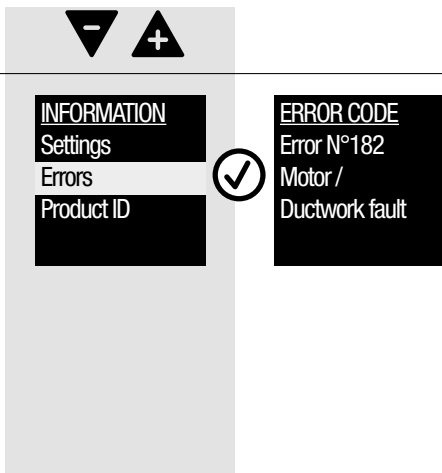 - +
INFORMATION
Settings
Errors
Product ID
ERROR CODE
Error N°182
Motor /
Ductwork fault